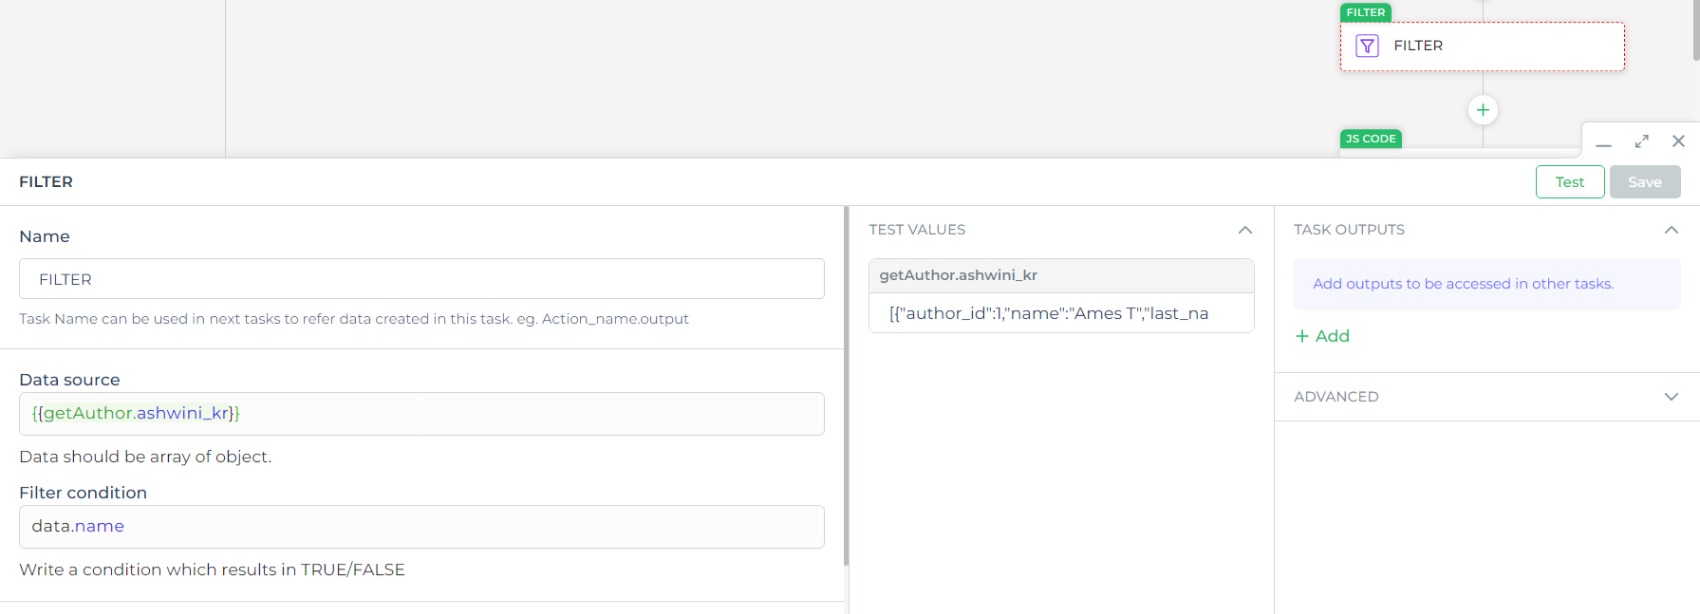 FILTER
FILTER
JS CODE
FILTER
Test
Save
Name
FILTER
Task Name can be used in next tasks to refer data created in this task. eg. Action_name.output
Data source
{{getAuthor.ashwini_kr}}
Data should be array of object.
Filter condition
data.name
Write a condition which results in TRUE/FALSE
TEST VALUES
getAuthor.ashwini_kr
[{"author_id":1,"name":"Ames T","last_na
TASK OUTPUTS
Add outputs to be accessed in other tasks.
+ Add
ADVANCED